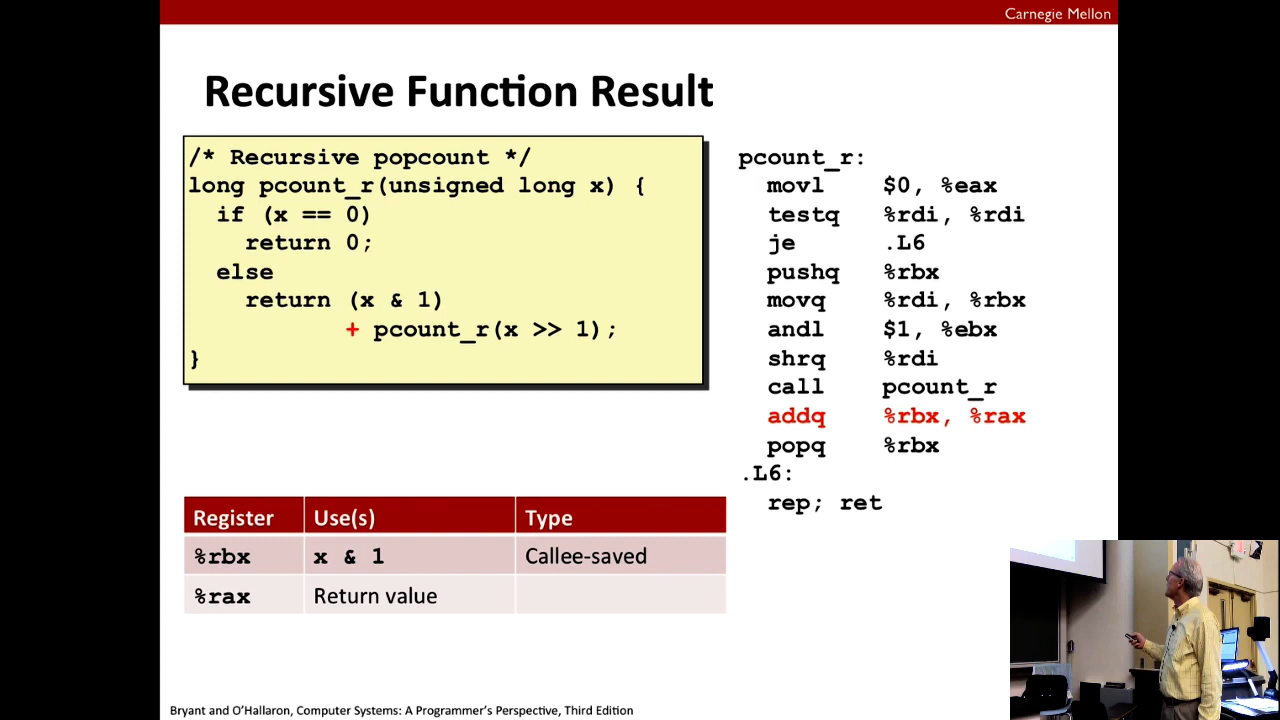 Carnegie Mellon
Recursive Function Result
/* Recursive popcount */
long pcount_r(unsigned long x) {
  if (x == 0)
    return 0;
  else
    return (x & 1)
           + pcount_r(x >> 1);
}
pcount_r:
  movl    $0, %eax
  testq   %rdi, %rdi
  je      .L6
  pushq   %rbx
  movq    %rdi, %rbx
  andl    $1, %ebx
  shrq    %rdi
  call    pcount_r
  addq    %rbx, %rax
  popq    %rbx
.L6:
  rep; ret
Register Use(s) Type
%rbx x & 1 Callee-saved
%rax Return value
Bryant and O'Hallaron, Computer Systems: A Programmer's Perspective, Third Edition